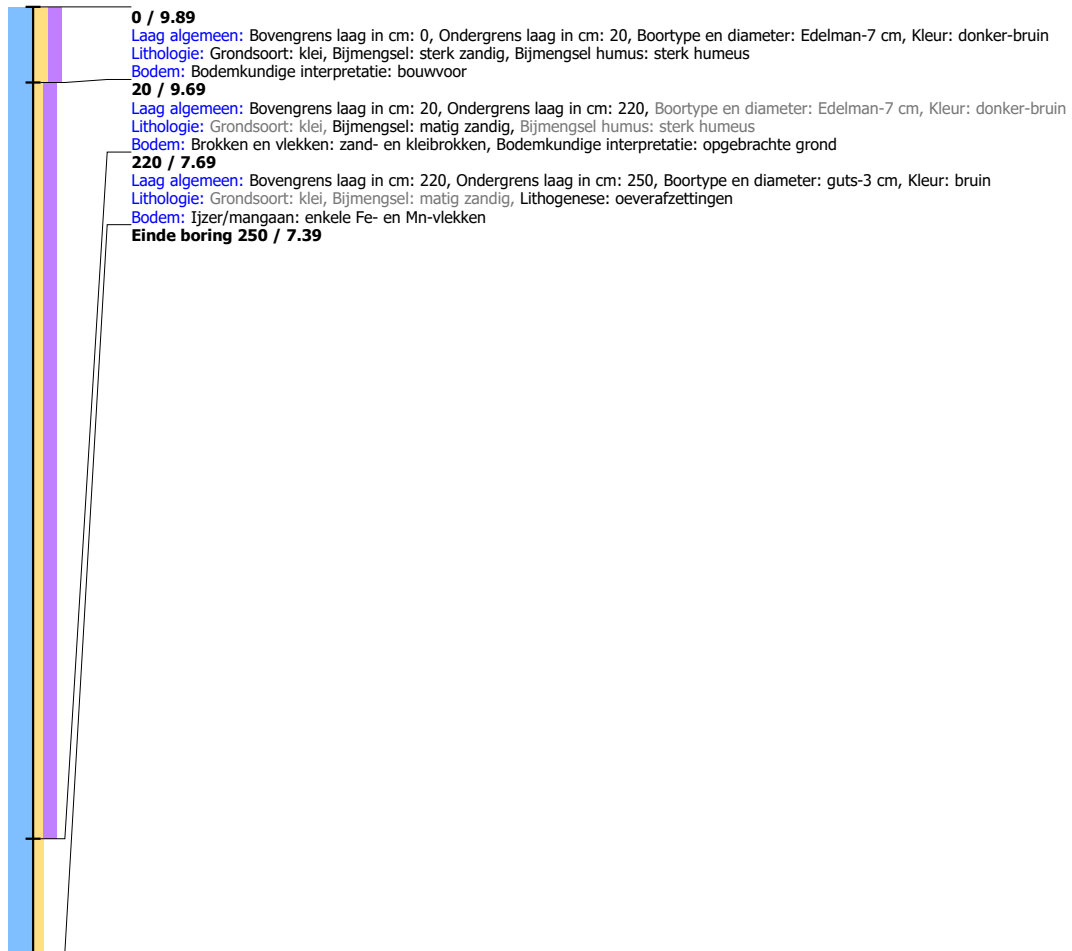 0 / 9.89
Laag algemeen: Bovengrens laag in cm: 0, Ondergrens laag in cm: 20, Boortype en diameter: Edelman-7 cm, Kleur: donker-bruin
Lithologie: Grondsoort: klei, Bijmengsel: sterk zandig, Bijmengsel humus: sterk humeus
Bodem: Bodemkundige interpretatie: bouwvoor
20 / 9.69
Laag algemeen: Bovengrens laag in cm: 20, Ondergrens laag in cm: 220, Boortype en diameter: Edelman-7 cm, Kleur: donker-bruin
Lithologie: Grondsoort: klei, Bijmengsel: matig zandig, Bijmengsel humus: sterk humeus
Bodem: Brokken en vlekken: zand- en kleibrokken, Bodemkundige interpretatie: opgebrachte grond
220 / 7.69
Laag algemeen: Bovengrens laag in cm: 220, Ondergrens laag in cm: 250, Boortype en diameter: guts-3 cm, Kleur: bruin
Lithologie: Grondsoort: klei, Bijmengsel: matig zandig, Lithogenese: oeverafzettingen
Bodem: Ijzer/mangaan: enkele Fe- en Mn-vlekken
Einde boring 250 / 7.39